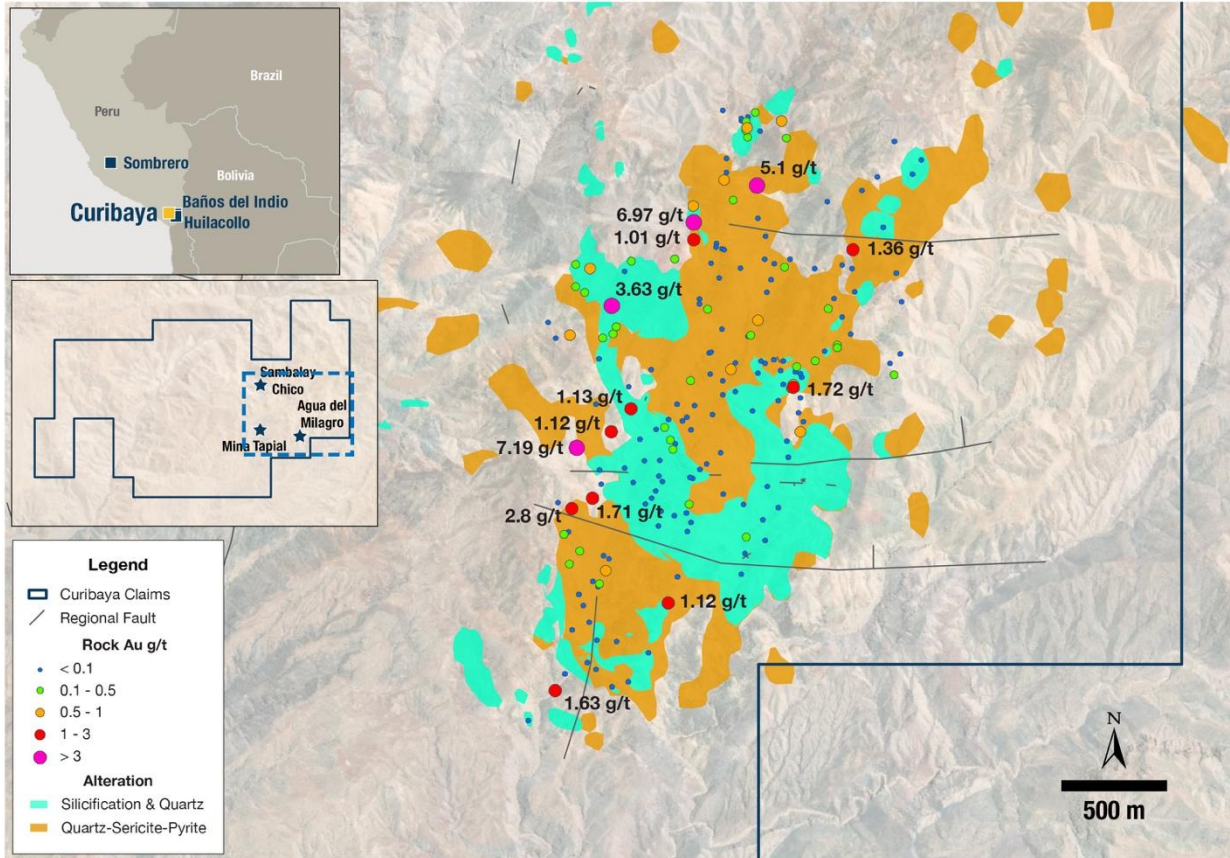 Brazil
Peru
Sombrero
Bolivia
Baños del Indio
Curibaya
Huilacollo
Sambalay
Chico
Agua del
Milagro
Mina Tapial
Legend
Curibaya Claims
Regional Fault
Rock Au g/t
< 0.1
0.1 - 0.5
0.5 - 1
1 - 3
> 3
Alteration
Silicification & Quartz
Quartz-Sericite-Pyrite
5.1 g/t
6.97 g/t
1.01 g/t
1.36 g/t
3.63 g/t
1.72 g/t
1.13 g/t
1.12 g/t
7.19 g/t
1.71 g/t
2.8 g/t
1.12 g/t
1.63 g/t
N
500 m